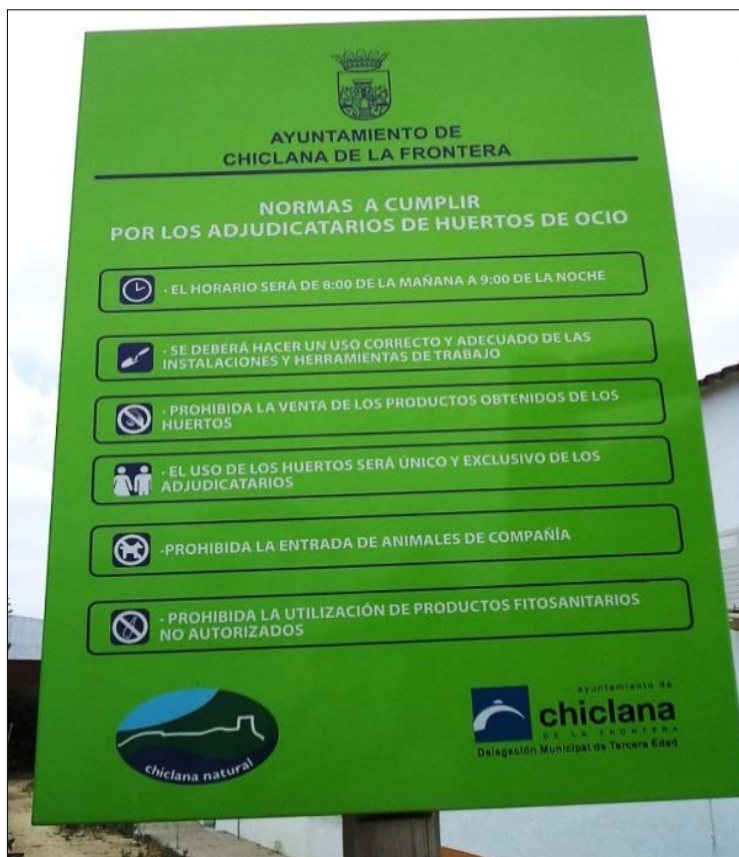 AYUNTAMIENTO DE
CHICLANA DE LA FRONTERA
NORMAS A CUMPLIR
POR LOS ADJUDICATARIOS DE HUERTOS DE OCIO
· EL HORARIO SERÁ DE 8:00 DE LA MAÑANA A 9:00 DE LA NOCHE
· SE DEBERÁ HACER UN USO CORRECTO Y ADECUADO DE LAS
INSTALACIONES Y HERRAMIENTAS DE TRABAJO
· PROHIBIDA LA VENTA DE LOS PRODUCTOS OBTENIDOS DE LOS
HUERTOS
· EL USO DE LOS HUERTOS SERÁ ÚNICO Y EXCLUSIVO DE LOS
ADJUDICATARIOS
·PROHIBIDA LA ENTRADA DE ANIMALES DE COMPAÑÍA
· PROHIBIDA LA UTILIZACIÓN DE PRODUCTOS FITOSANITARIOS
NO AUTORIZADOS
chiclana natural
ayuntamiento de
chiclana
DE LA FRONTERA
Delegación Municipal de Tercera Edad